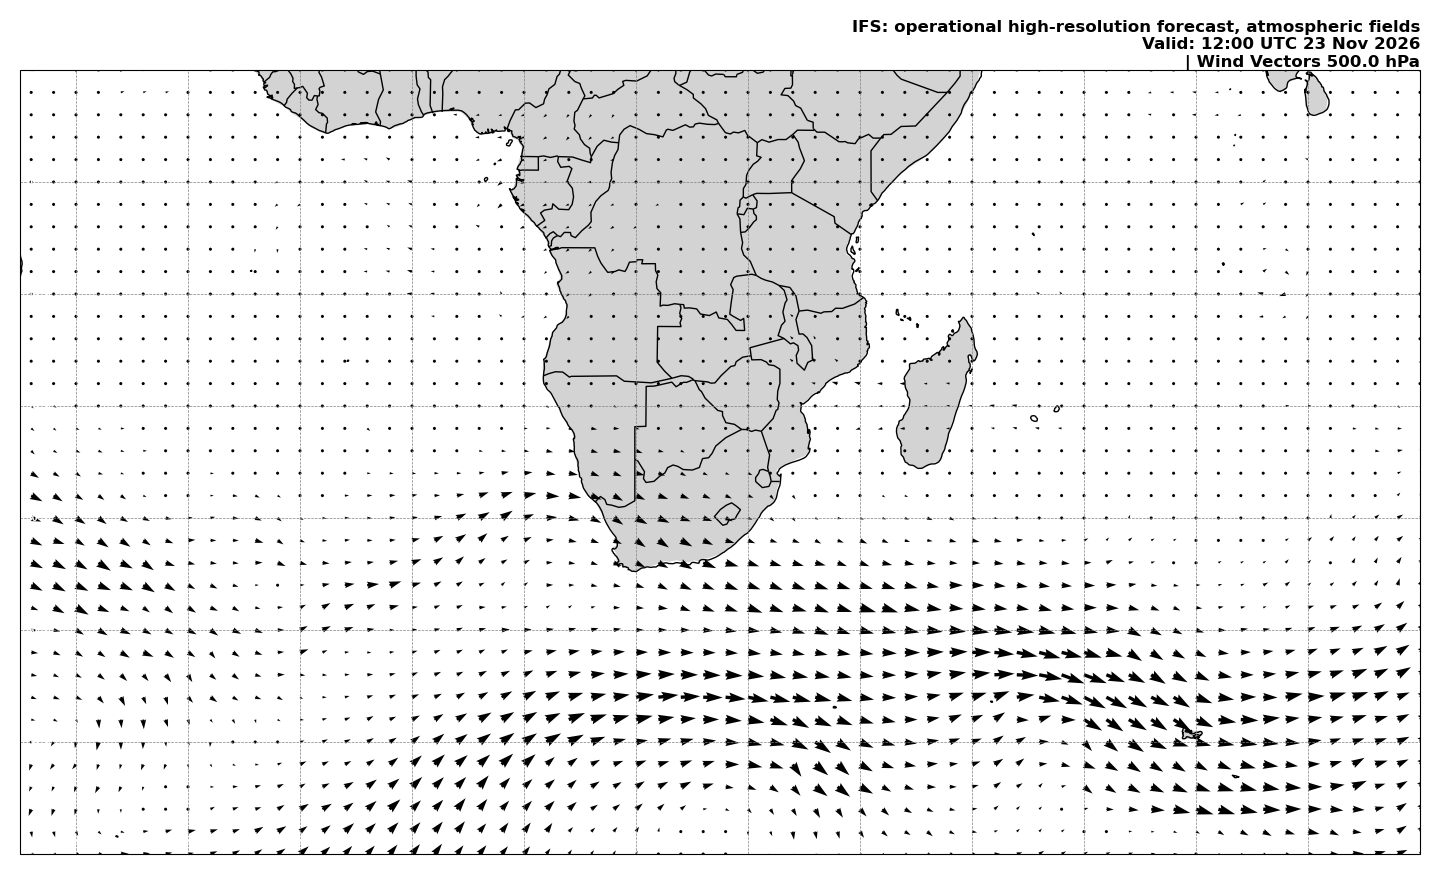 IFS: operational high-resolution forecast, atmospheric fields
Valid: 12:00 UTC 23 Nov 2026
| Wind Vectors 500.0 hPa